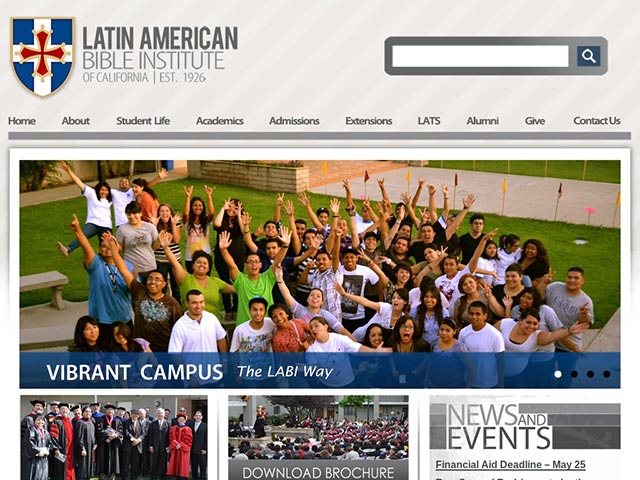 LATIN AMERICAN
BIBLE INSTITUTE
OF CALIFORNIA | EST. 1926
Home About Student Life Academics Admissions Extensions LATS Alumni Give Contact Us
VIBRANT CAMPUS The LABI Way
DOWNLOAD BROCHURE
NEWS AND
EVENTS
Financial Aid Deadline – May 25